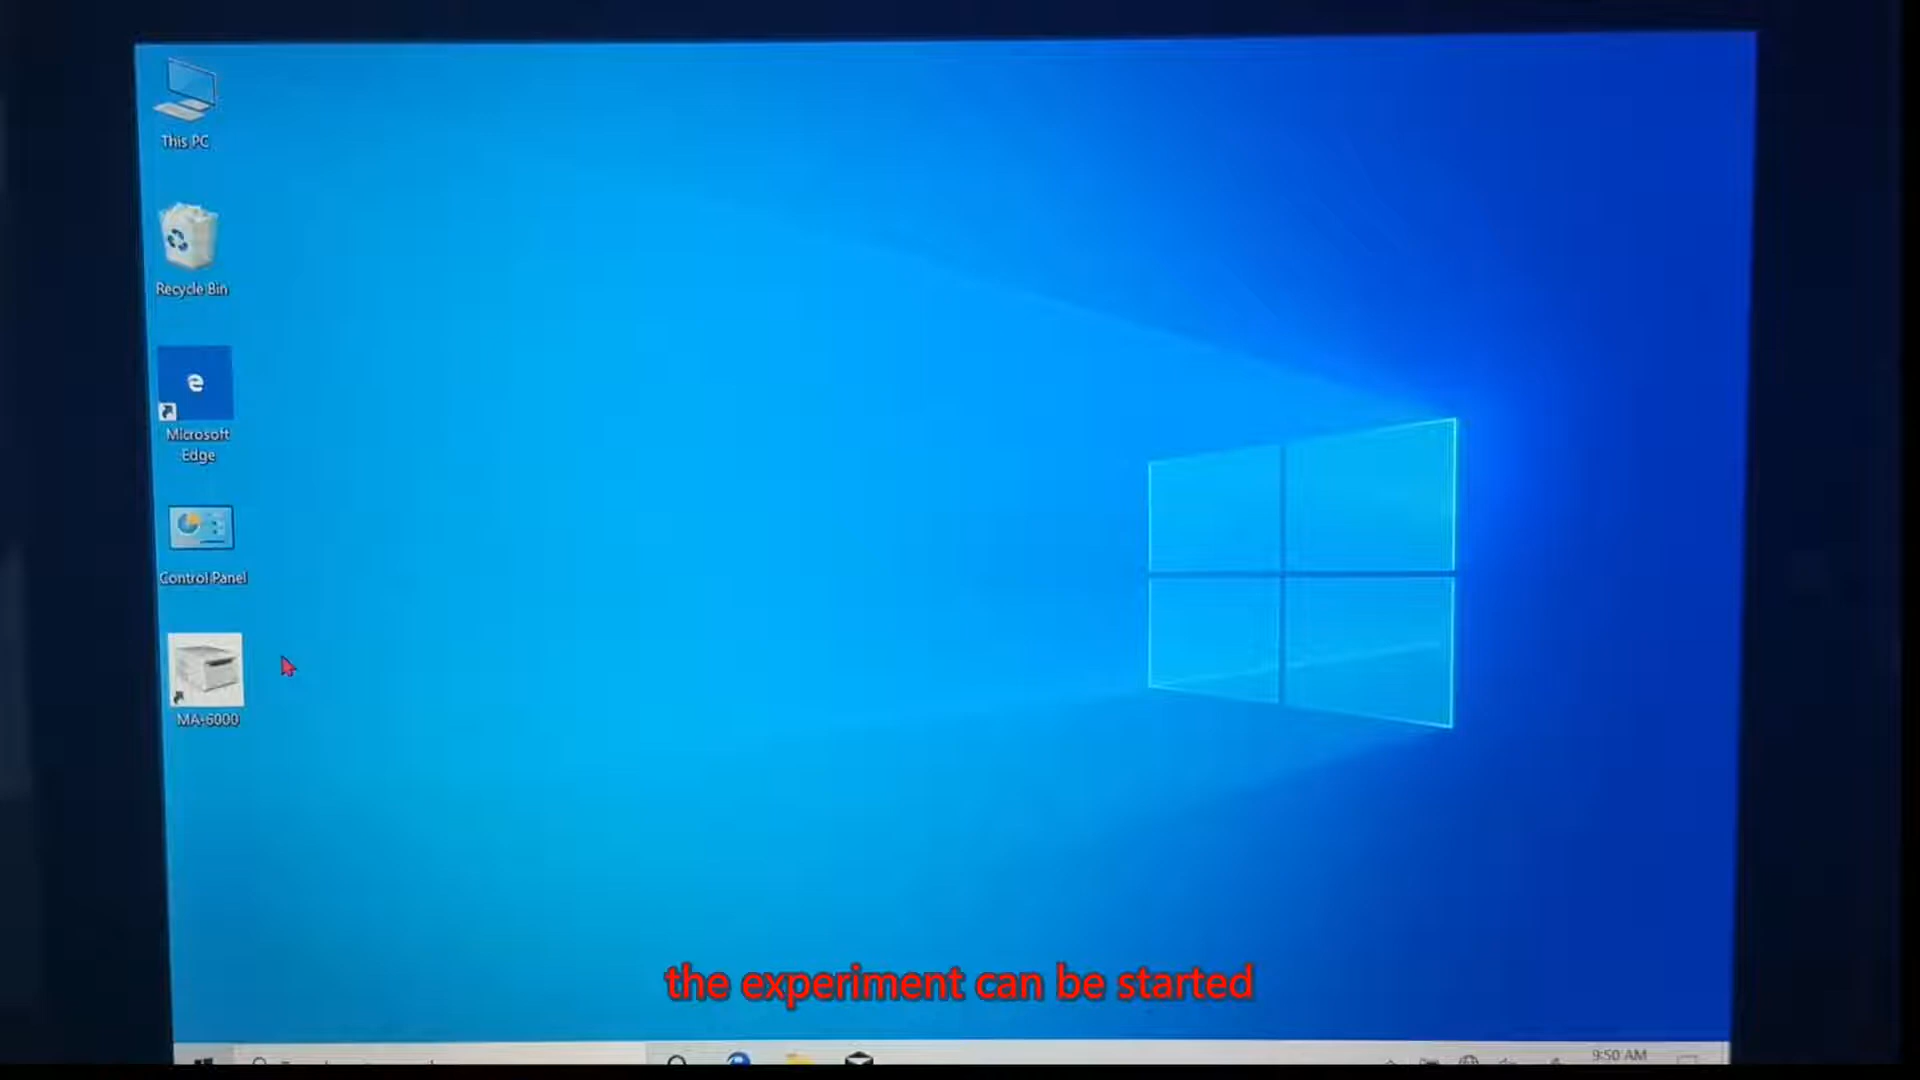 This PC
Recycle Bin
Microsoft
Edge
Control Panel
MA-6000
the experiment can be started
9:50 AM